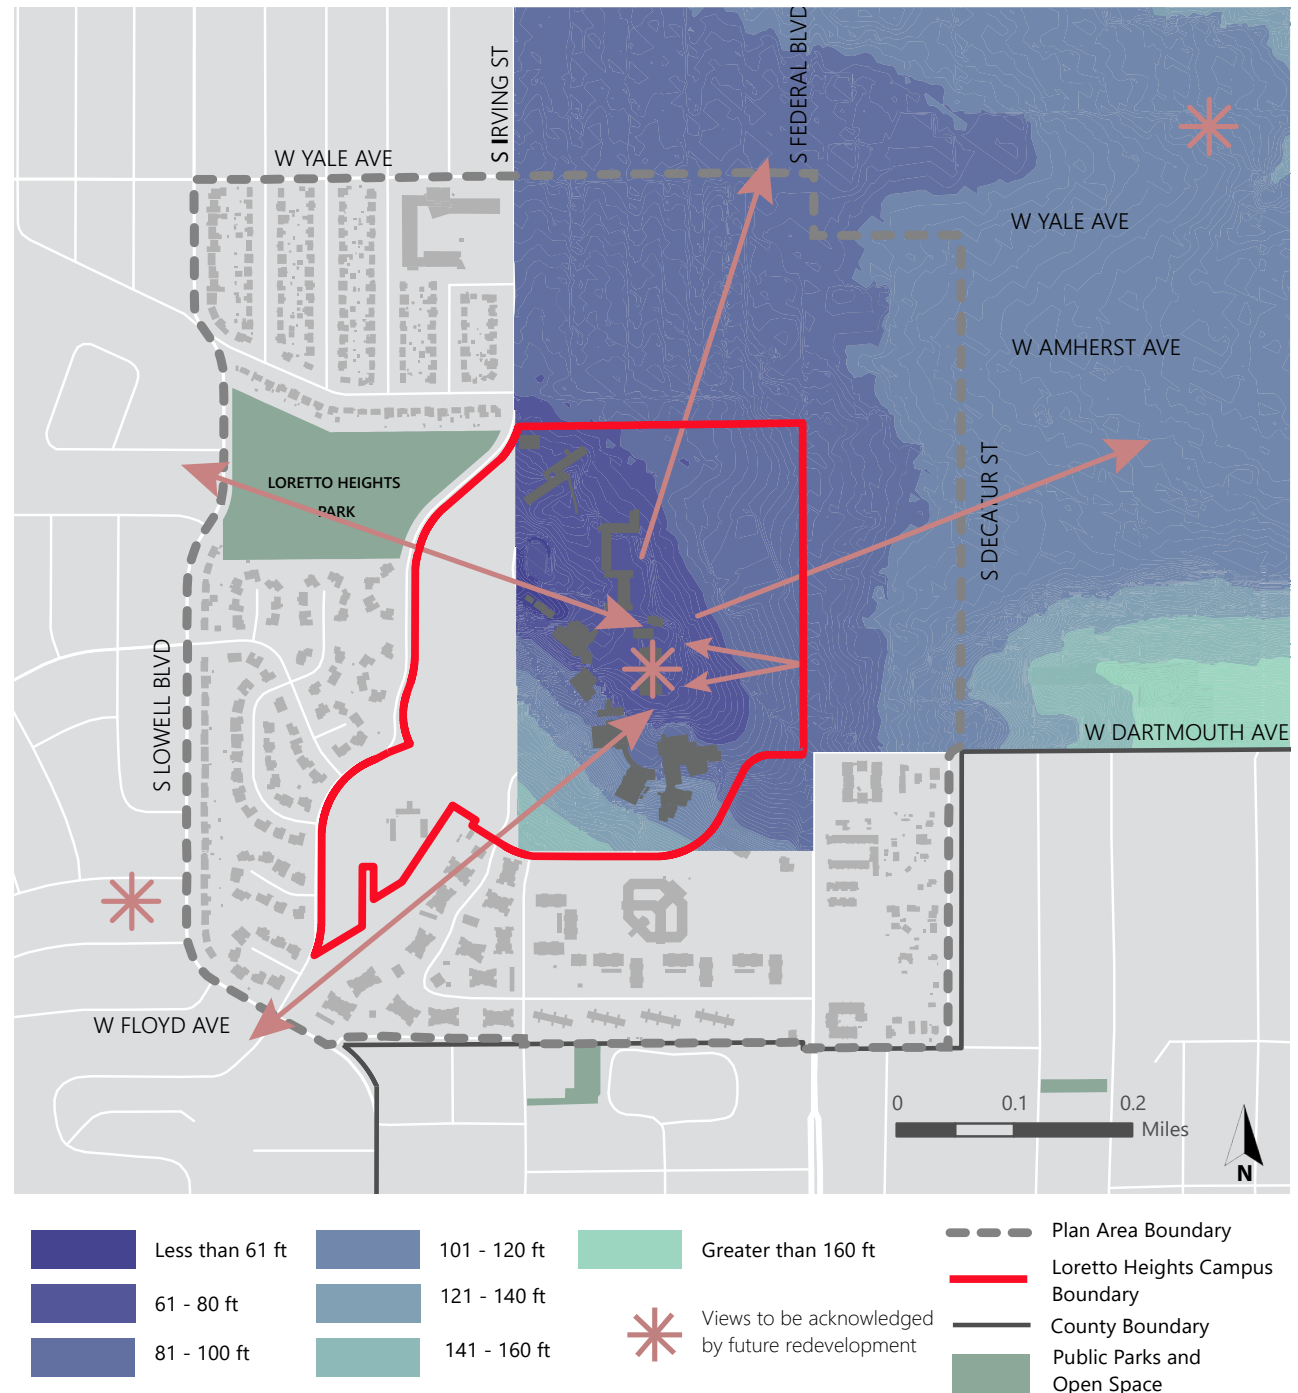 S IRVING ST
S FEDERAL BLVD
W YALE AVE
W YALE AVE
W AMHERST AVE
LORETTO HEIGHTS
PARK
S DECATUR ST
S LOWELL BLVD
W DARTMOUTH AVE
W FLOYD AVE
0 0.1 0.2
Miles
N
Less than 61 ft
61 - 80 ft
81 - 100 ft
101 - 120 ft
121 - 140 ft
141 - 160 ft
Greater than 160 ft
Views to be acknowledged
by future redevelopment
Plan Area Boundary
Loretto Heights Campus
Boundary
County Boundary
Public Parks and
Open Space